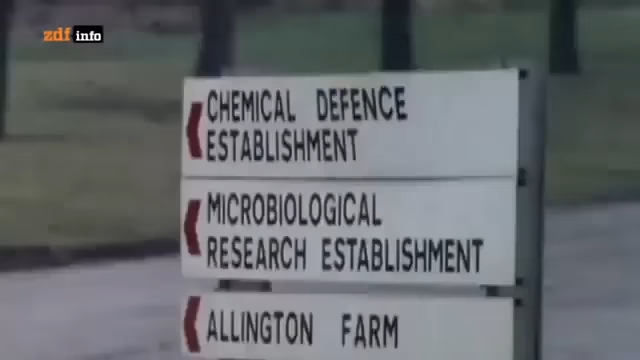 zdf info
CHEMICAL DEFENCE
ESTABLISHMENT
MICROBIOLOGICAL
RESEARCH ESTABLISHMENT
ALLINGTON FARM